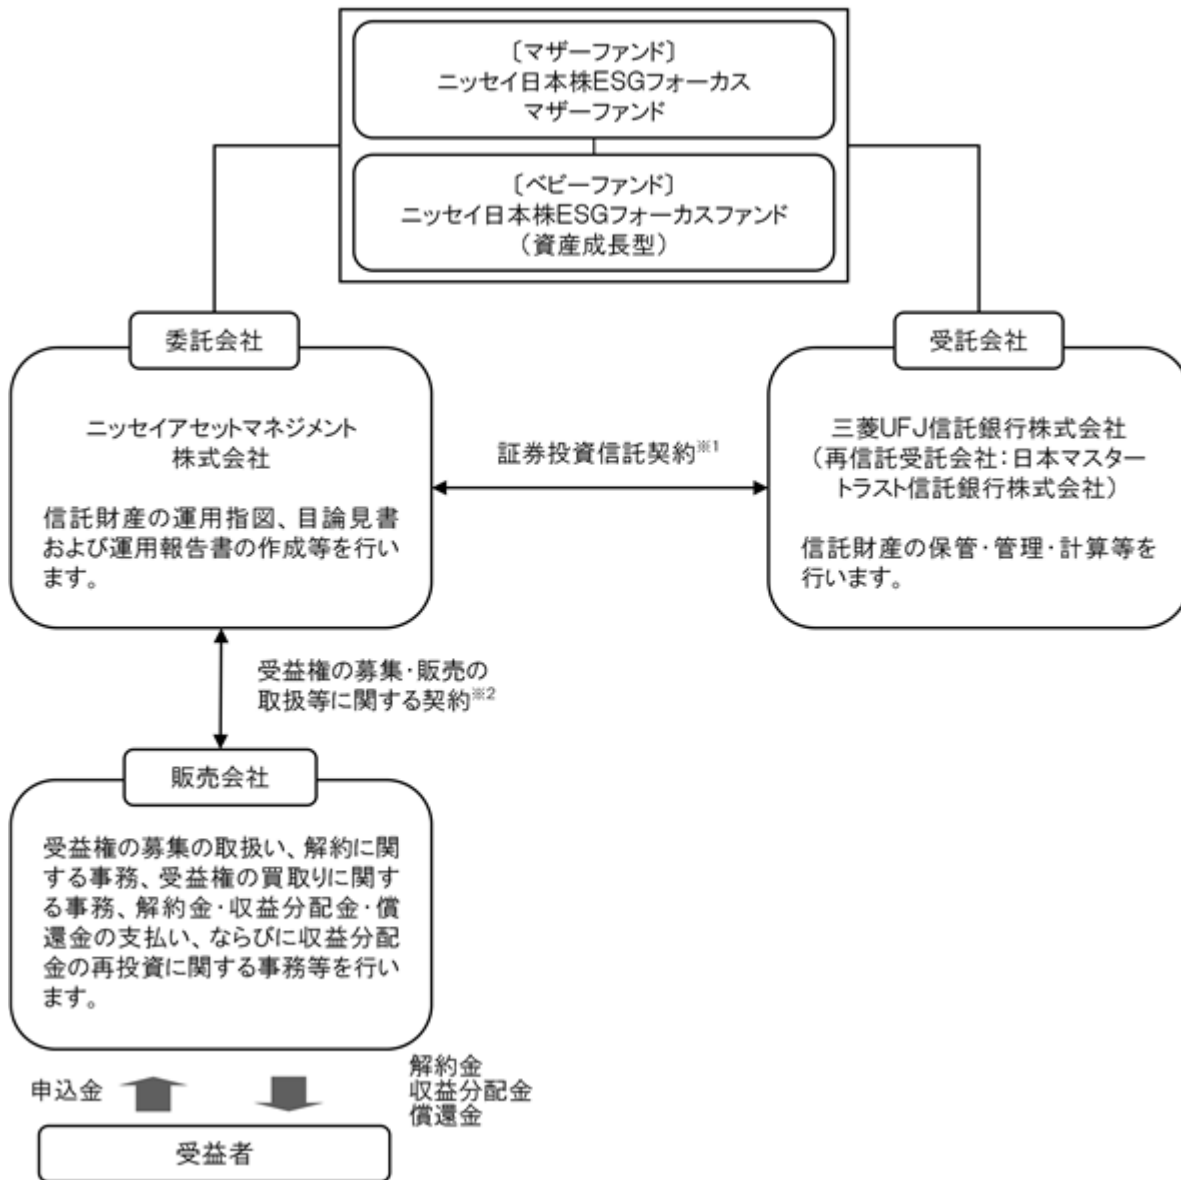 〔マザーファンド〕
ニッセイ日本株ESGフォーカス
マザーファンド
〔ベビーファンド〕
ニッセイ日本株ESGフォーカスファンド
（資産成長型）
委託会社
ニッセイアセットマネジメント
株式会社
信託財産の運用指図、目論見書
および運用報告書の作成等を行い
ます。
証券投資信託契約※1
受託会社
三菱UFJ信託銀行株式会社
（再信託受託会社：日本マスター
トラスト信託銀行株式会社）
信託財産の保管・管理・計算等を
行います。
受益権の募集・販売の
取扱等に関する契約※2
販売会社
受益権の募集の取扱い、解約に関
する事務、受益権の買取りに関す
る事務、解約金・収益分配金・償
還金の支払い、ならびに収益分配
金の再投資に関する事務等を行い
ます。
申込金
解約金
収益分配金
償還金
受益者